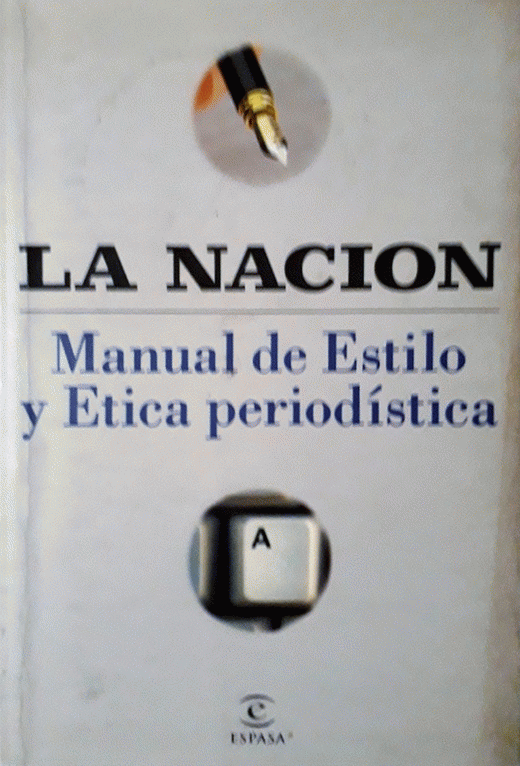 LA NACION
Manual de Estilo
y Etica periodística
A
e
ESPASA